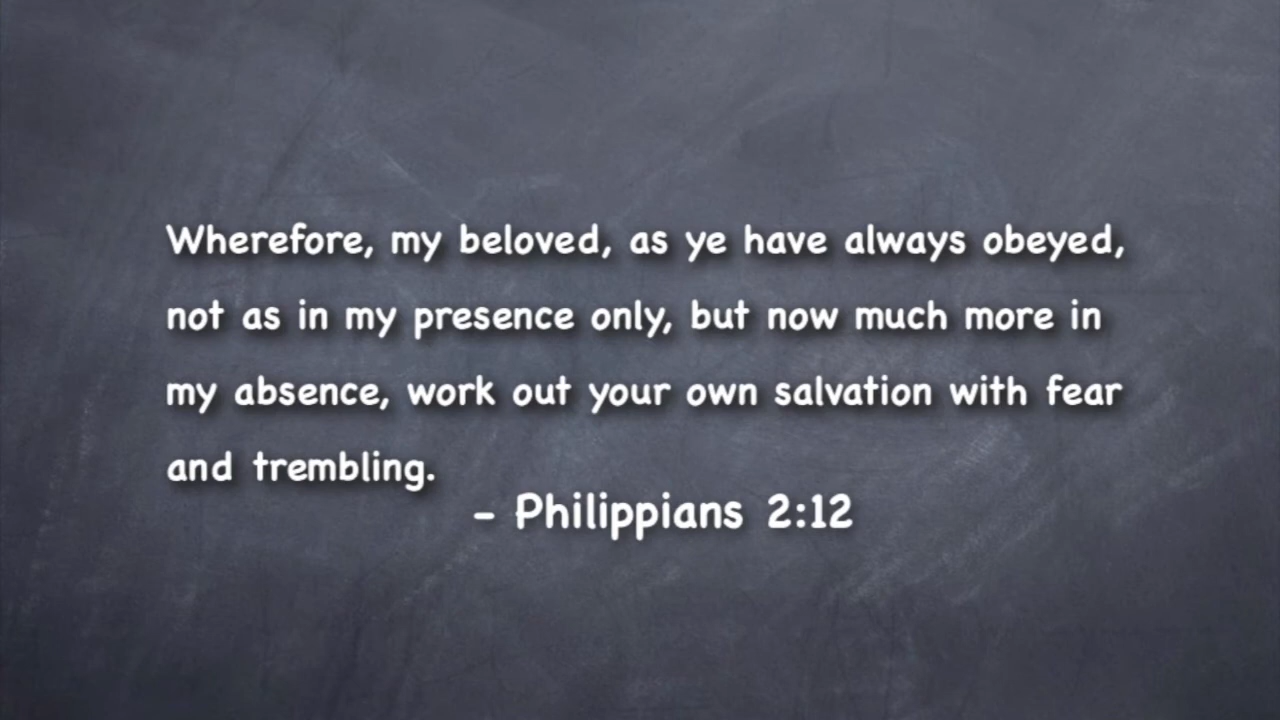 Wherefore, my beloved, as ye have always obeyed,
not as in my presence only, but now much more in
my absence, work out your own salvation with fear
and trembling.
- Philippians 2:12